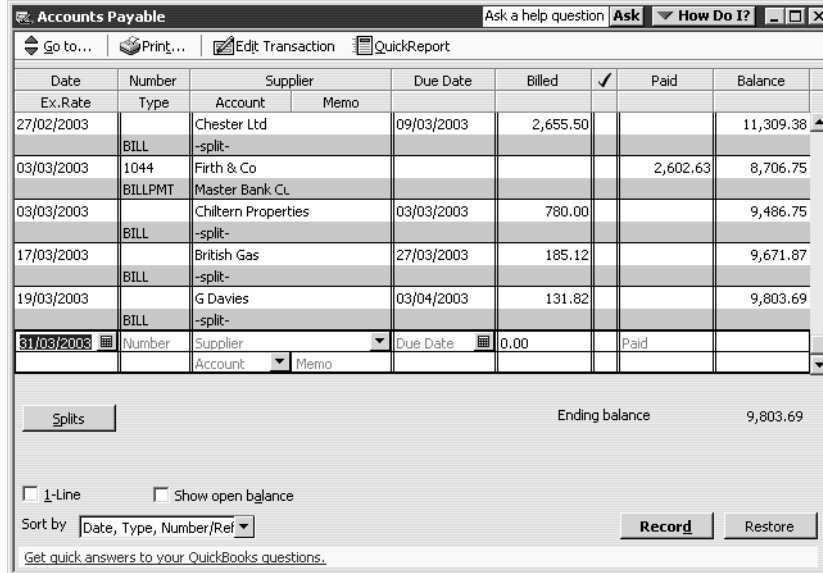 Accounts Payable Ask a help question Ask How Do I?
Go to... Print... Edit Transaction QuickReport
Date Number Supplier Due Date Billed ✓ Paid Balance
Ex.Rate Type Account Memo
27/02/2003 Chester Ltd 09/03/2003 2,655.50 11,309.38
BILL -split-
03/03/2003 1044 Firth & Co 2,602.63 8,706.75
BILLPMT Master Bank Cu
03/03/2003 Chiltern Properties 03/03/2003 780.00 9,486.75
BILL -split-
17/03/2003 British Gas 27/03/2003 185.12 9,671.87
BILL -split-
19/03/2003 G Davies 03/04/2003 131.82 9,803.69
BILL -split-
31/03/2003 Number Supplier Due Date 0.00 Paid
Account Memo
Splits Ending balance 9,803.69
1-Line Show open balance
Sort by Date, Type, Number/Ref Record Restore
Get quick answers to your QuickBooks questions.